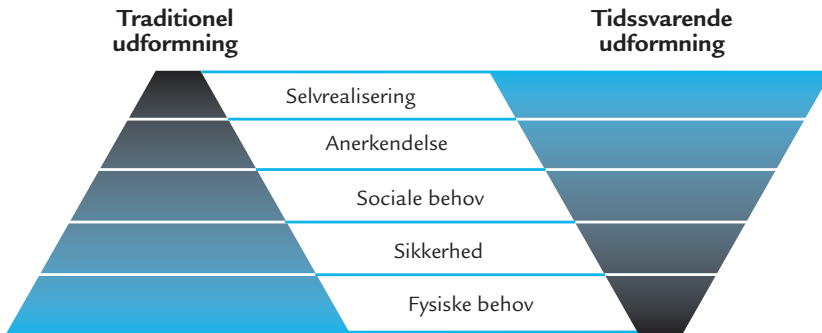 Traditionel
udformning
Tidssvarende
udformning
Selvrealisering
Anerkendelse
Sociale behov
Sikkerhed
Fysiske behov